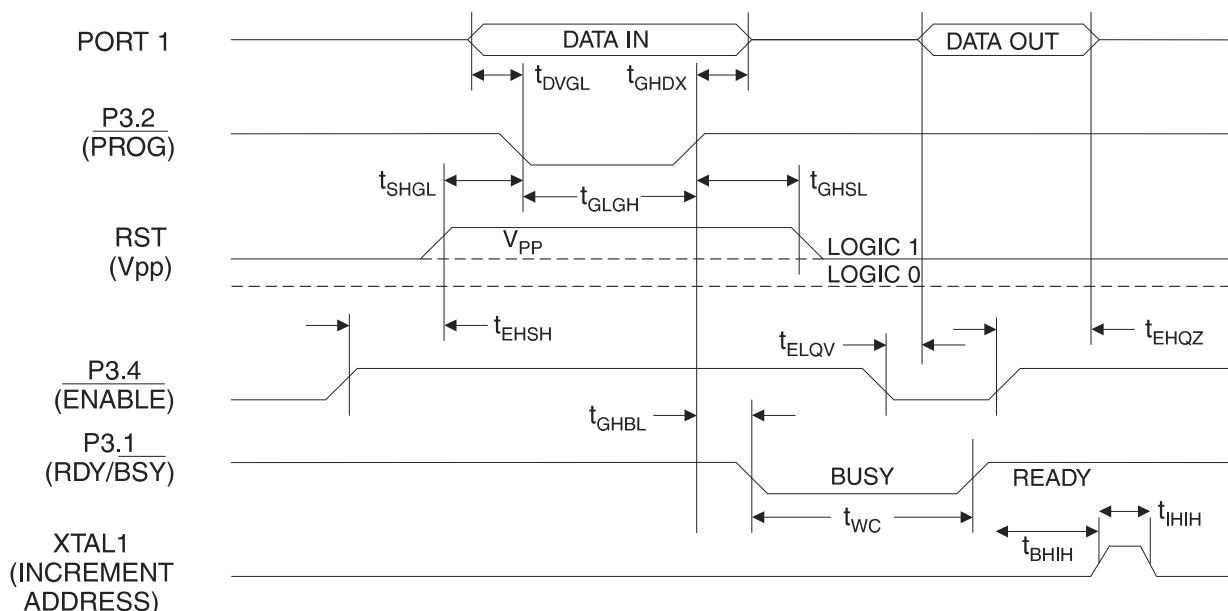 PORT 1
DATA IN
DATA OUT
tDVGL
tGHDX
P3.2
(PROG)
tSHGL
tGLGH
tGHSL
RST
(Vpp)
VPP
LOGIC 1
LOGIC 0
tEHSH
tELQV
tEHQZ
P3.4
(ENABLE)
tGHBL
P3.1
(RDY/BSY)
BUSY
READY
tWC
tIHIH
tBHIH
XTAL1
(INCREMENT
ADDRESS)